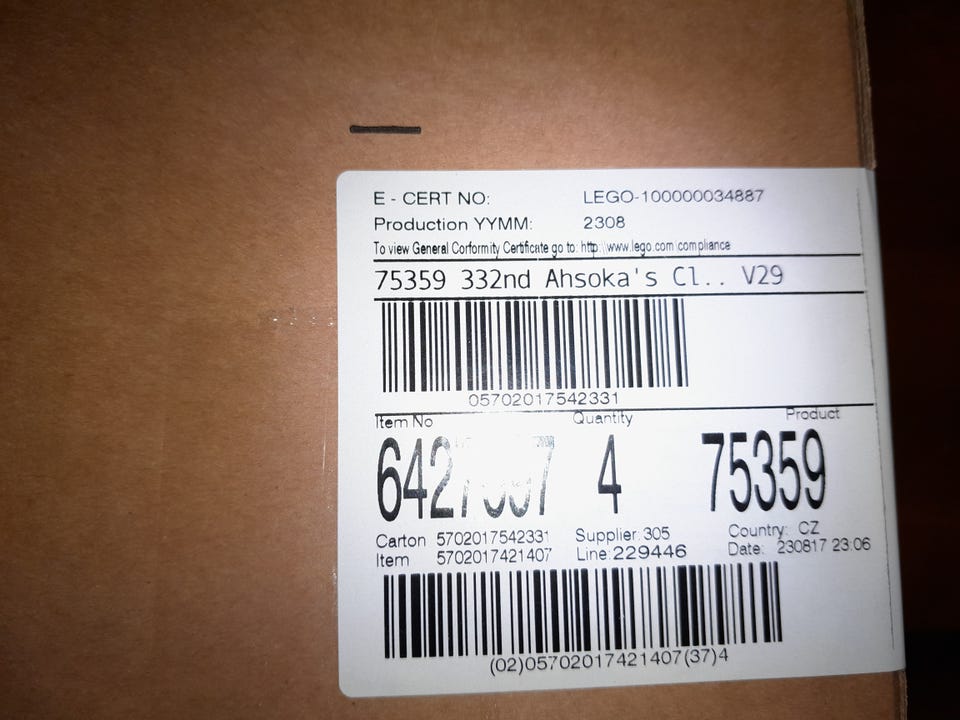 E - CERT NO: LEGO-100000034887
Production YYMM: 2308
To view General Corformity Certificate go to: http:\\www.lego.com\compliance
75359 332nd Ahsoka's Cl.. V29
05702017542331
Item No Quantity Product
4 75359
Carton 5702017542331 Supplier: 305 Country: CZ
Item 5702017421407 Line: 229446 Date: 230817 23:06
(02)05702017421407(37)4